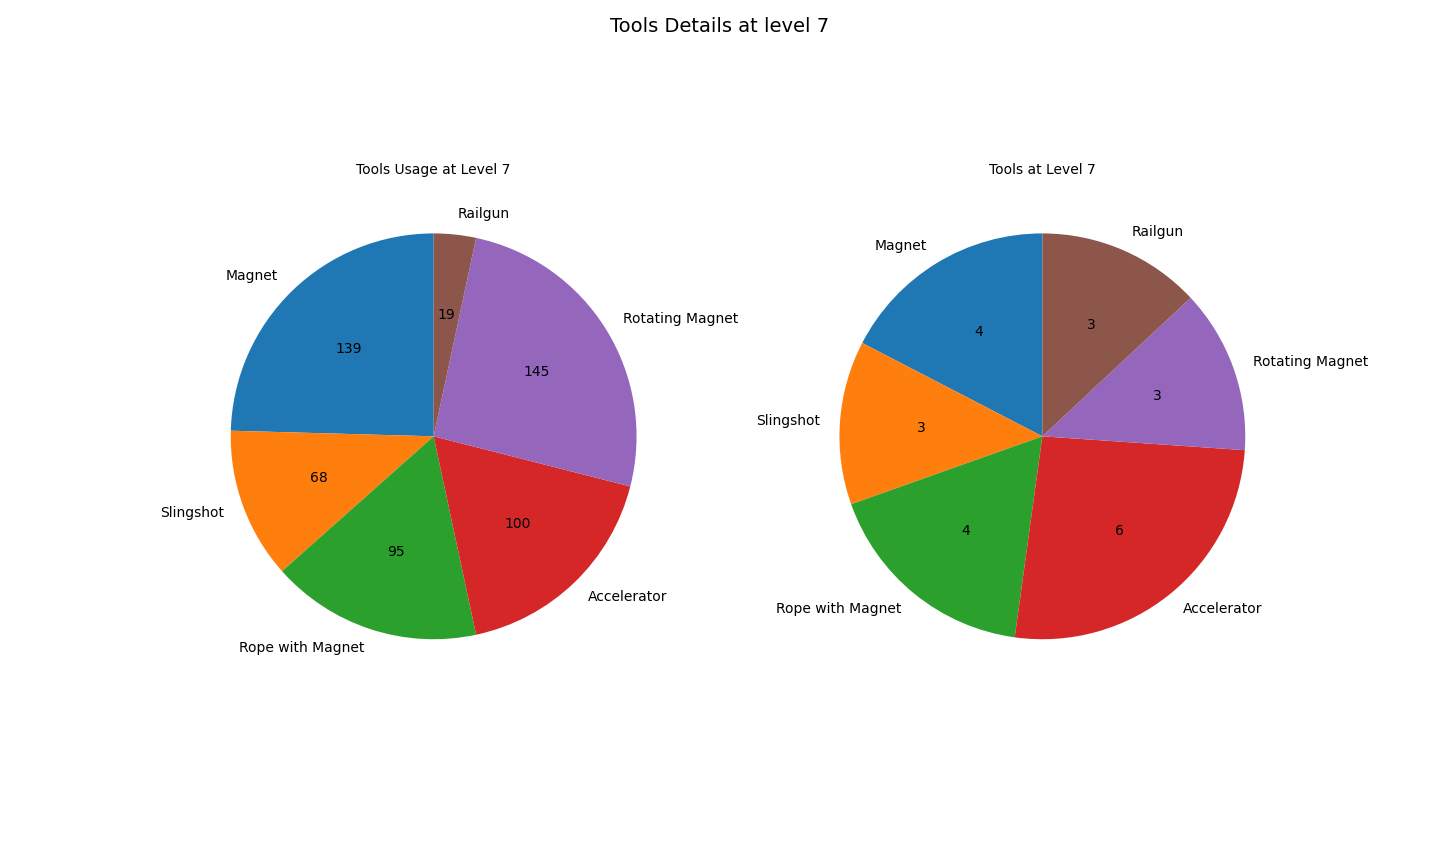 Tools Details at level 7
Tools Usage at Level 7
Railgun
Magnet
19
Rotating Magnet
139
145
68
Slingshot
100
95
Accelerator
Rope with Magnet
Tools at Level 7
Railgun
Magnet
3
4
Rotating Magnet
3
Slingshot
3
4
6
Rope with Magnet
Accelerator